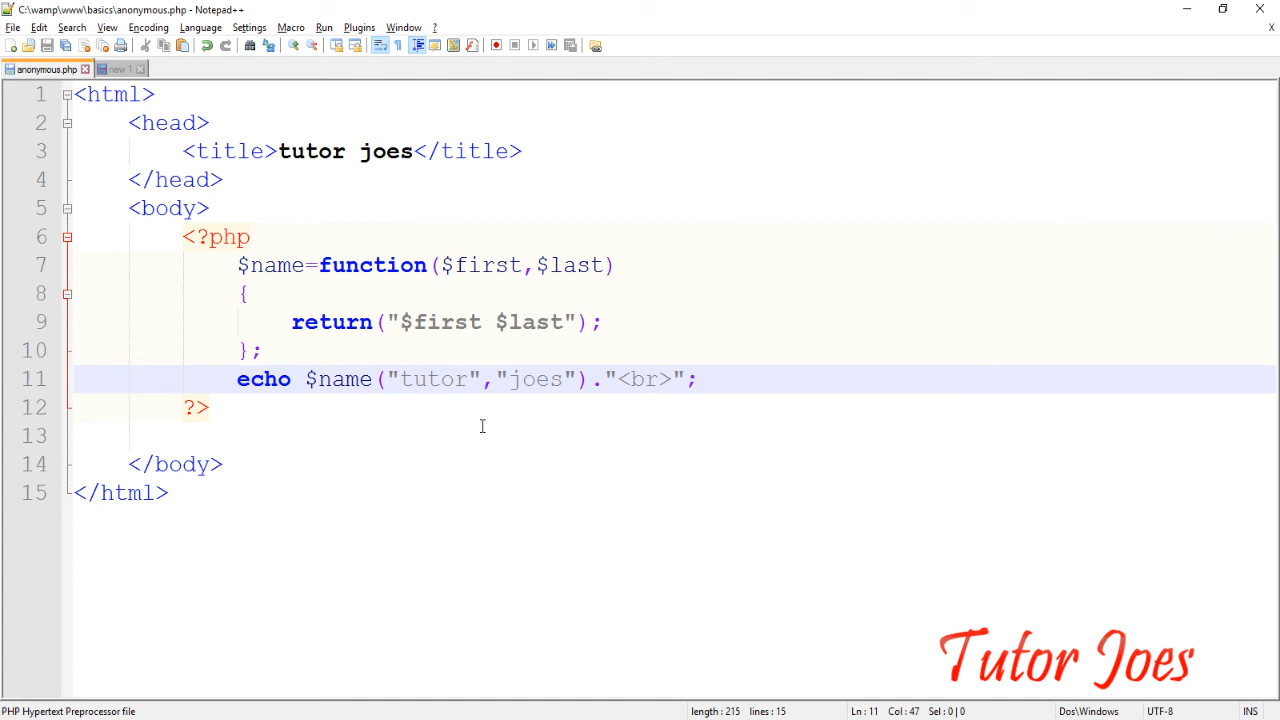 C:\wamp\www\basics\anonymous.php - Notepad++
File Edit Search View Encoding Language Settings Macro Run Plugins Window ?
X
anonymous.php new 1
1 <html>
2 <head>
3 <title>tutor joes</title>
4 </head>
5 <body>
6 <?php
7 $name=function($first,$last)
8 {
9 return("$first $last");
10 };
11 echo $name("tutor","joes")."<br>";
12 ?>
13
14 </body>
15 </html>
Tutor Joes
PHP Hypertext Preprocessor file length : 215 lines : 15 Ln : 11 Col : 47 Sel : 0 | 0 Dos\Windows UTF-8 INS